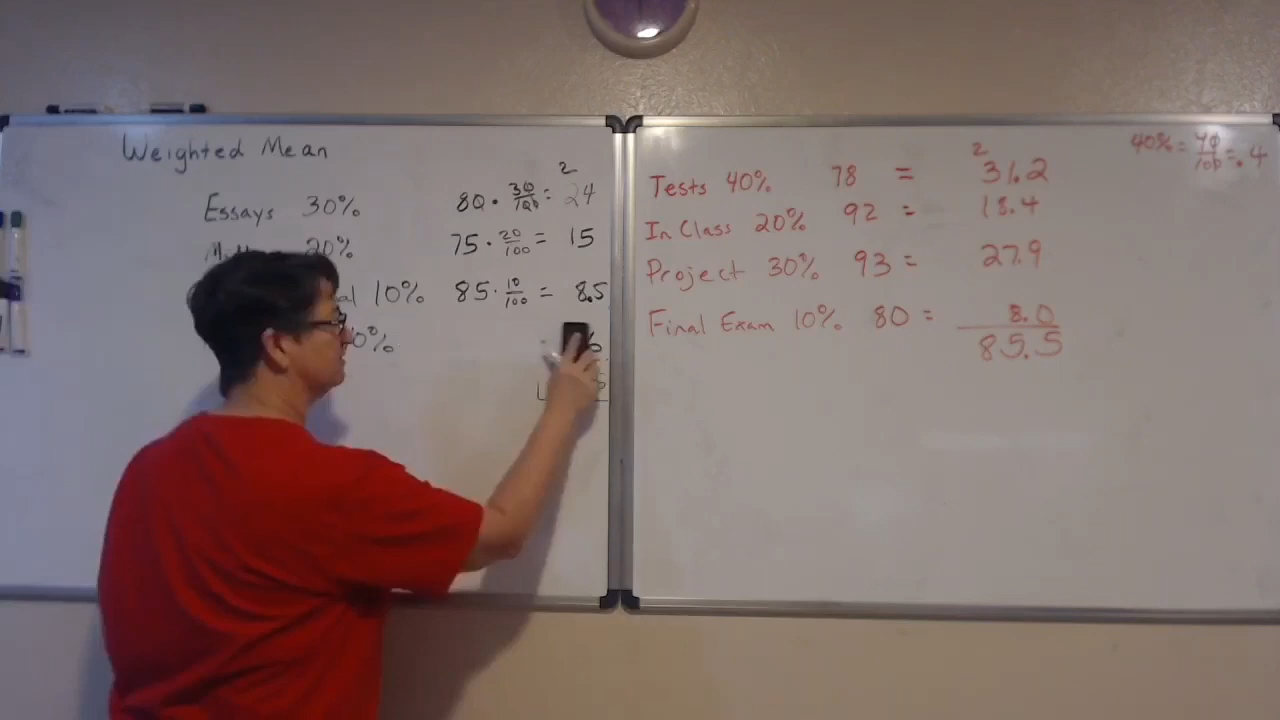 Weighted Mean
2
Essays 30% 80 · 30/100 = 24
20% 75 · 20/100 = 15
10% 85 · 10/100 = 8.5
0%
40% = 40/100 = .4
2
Tests 40% 78 = 31.2
In Class 20% 92 = 18.4
Project 30% 93 = 27.9
Final Exam 10% 80 = 8.0
85.5